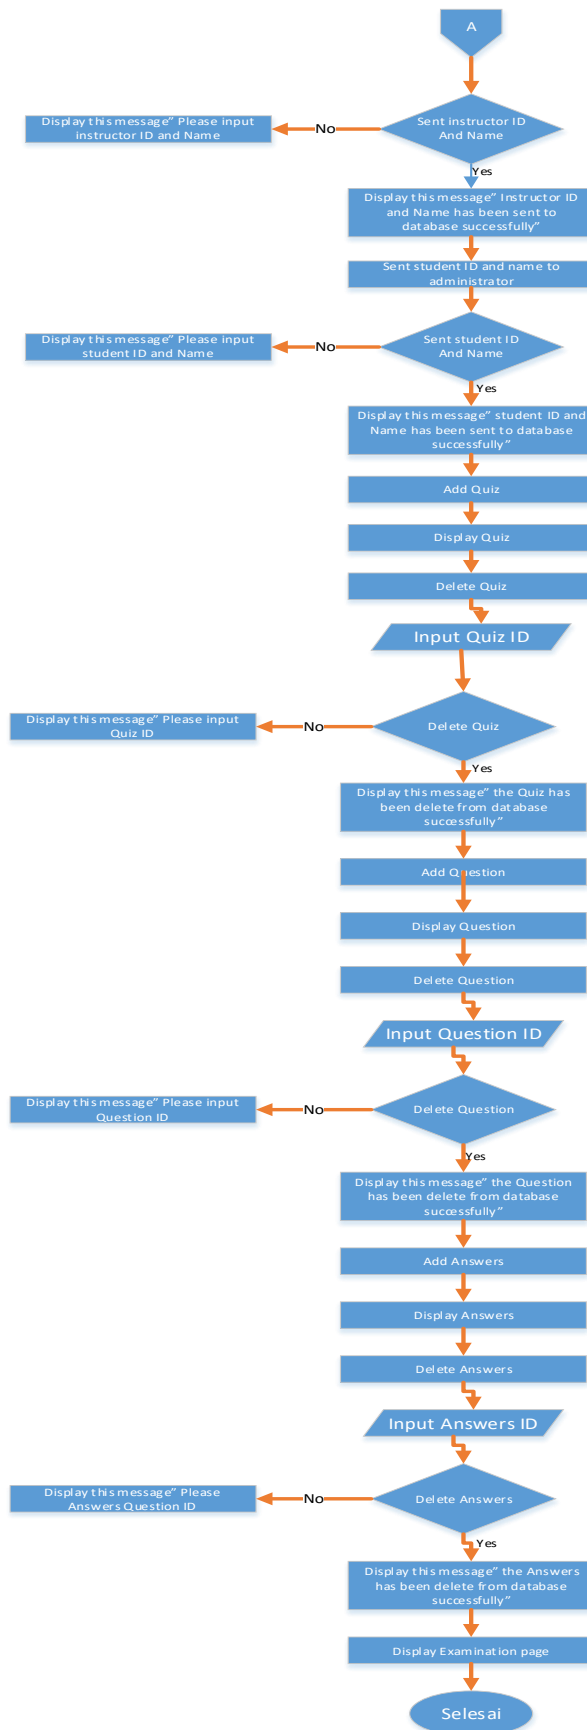 A
Sent instructor ID
And Name
No
Display this message” Please input
instructor ID and Name
Yes
Display this message” Instructor ID
and Name has been sent to
database successfully”
Sent student ID and name to
administrator
Sent student ID
And Name
No
Display this message” Please input
student ID and Name
Yes
Display this message” student ID and
Name has been sent to database
successfully”
Add Quiz
Display Quiz
Delete Quiz
Input Quiz ID
Delete Quiz
No
Display this message” Please input
Quiz ID
Yes
Display this message” the Quiz has
been delete from database
successfully”
Add Question
Display Question
Delete Question
Input Question ID
Delete Question
No
Display this message” Please input
Question ID
Yes
Display this message” the Question
has been delete from database
successfully”
Add Answers
Display Answers
Delete Answers
Input Answers ID
Delete Answers
No
Display this message” Please
Answers Question ID
Yes
Display this message” the Answers
has been delete from database
successfully”
Display Examination page
Selesai